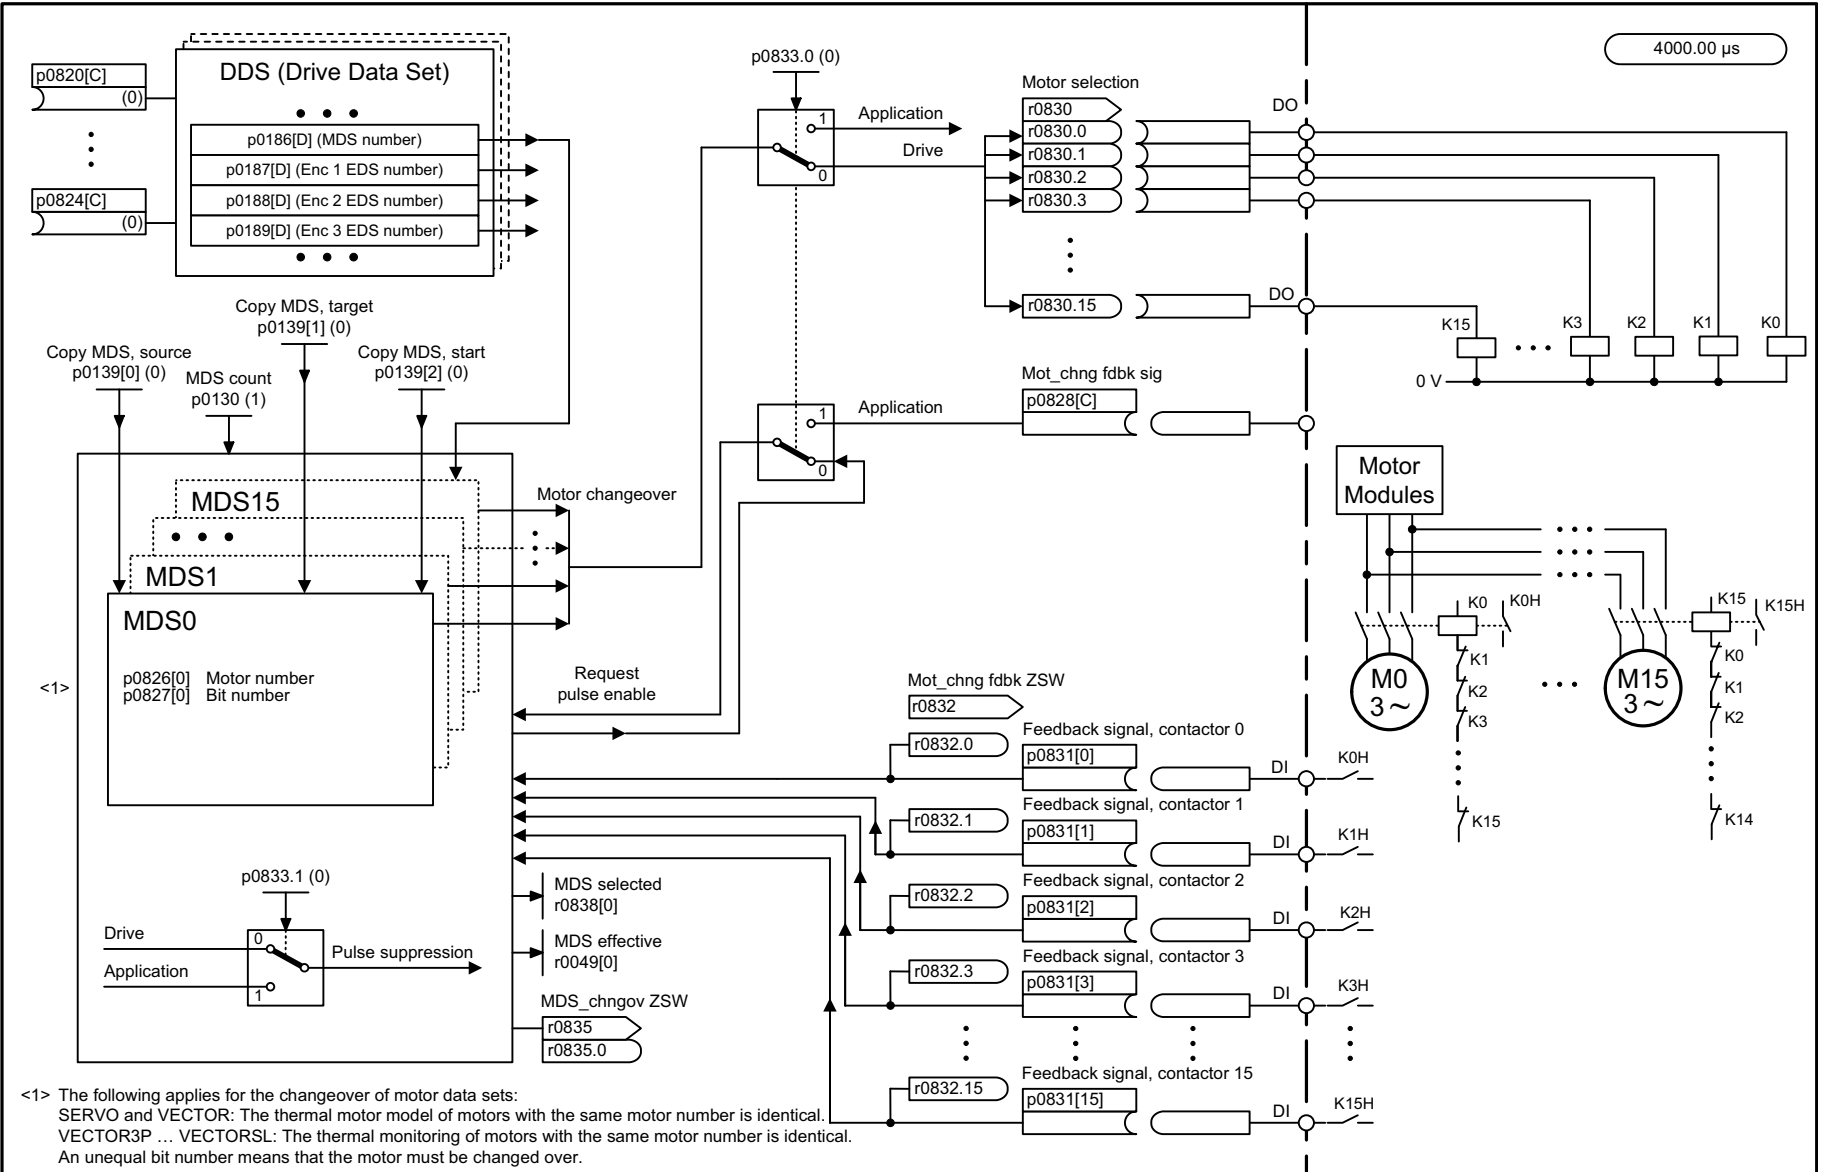 p0820[C]
(0)
p0824[C]
(0)
DDS (Drive Data Set)
p0186[D] (MDS number)
p0187[D] (Enc 1 EDS number)
p0188[D] (Enc 2 EDS number)
p0189[D] (Enc 3 EDS number)
p0833.0 (0)
1
0
Application
Drive
Motor selection
r0830
r0830.0
r0830.1
r0830.2
r0830.3
r0830.15
DO
DO
4000.00 µs
K15
K3
K2
K1
K0
0 V
Copy MDS, target
p0139[1] (0)
Copy MDS, source
p0139[0] (0)
MDS count
p0130 (1)
Copy MDS, start
p0139[2] (0)
1
0
Application
Mot_chng fdbk sig
p0828[C]
MDS15
MDS1
MDS0
p0826[0] Motor number
p0827[0] Bit number
<1>
Motor changeover
Request
pulse enable
Motor
Modules
M0
3 ~
K0
K0H
K1
K2
K3
K15
M15
3 ~
K15
K15H
K0
K1
K2
K14
Mot_chng fdbk ZSW
r0832
r0832.0
Feedback signal, contactor 0
p0831[0]
DI
K0H
r0832.1
Feedback signal, contactor 1
p0831[1]
DI
K1H
r0832.2
Feedback signal, contactor 2
p0831[2]
DI
K2H
r0832.3
Feedback signal, contactor 3
p0831[3]
DI
K3H
r0832.15
Feedback signal, contactor 15
p0831[15]
DI
K15H
p0833.1 (0)
Drive
Application
0
1
Pulse suppression
MDS selected
r0838[0]
MDS effective
r0049[0]
MDS_chngov ZSW
r0835
r0835.0
<1> The following applies for the changeover of motor data sets:
SERVO and VECTOR: The thermal motor model of motors with the same motor number is identical.
VECTOR3P … VECTORSL: The thermal monitoring of motors with the same motor number is identical.
An unequal bit number means that the motor must be changed over.